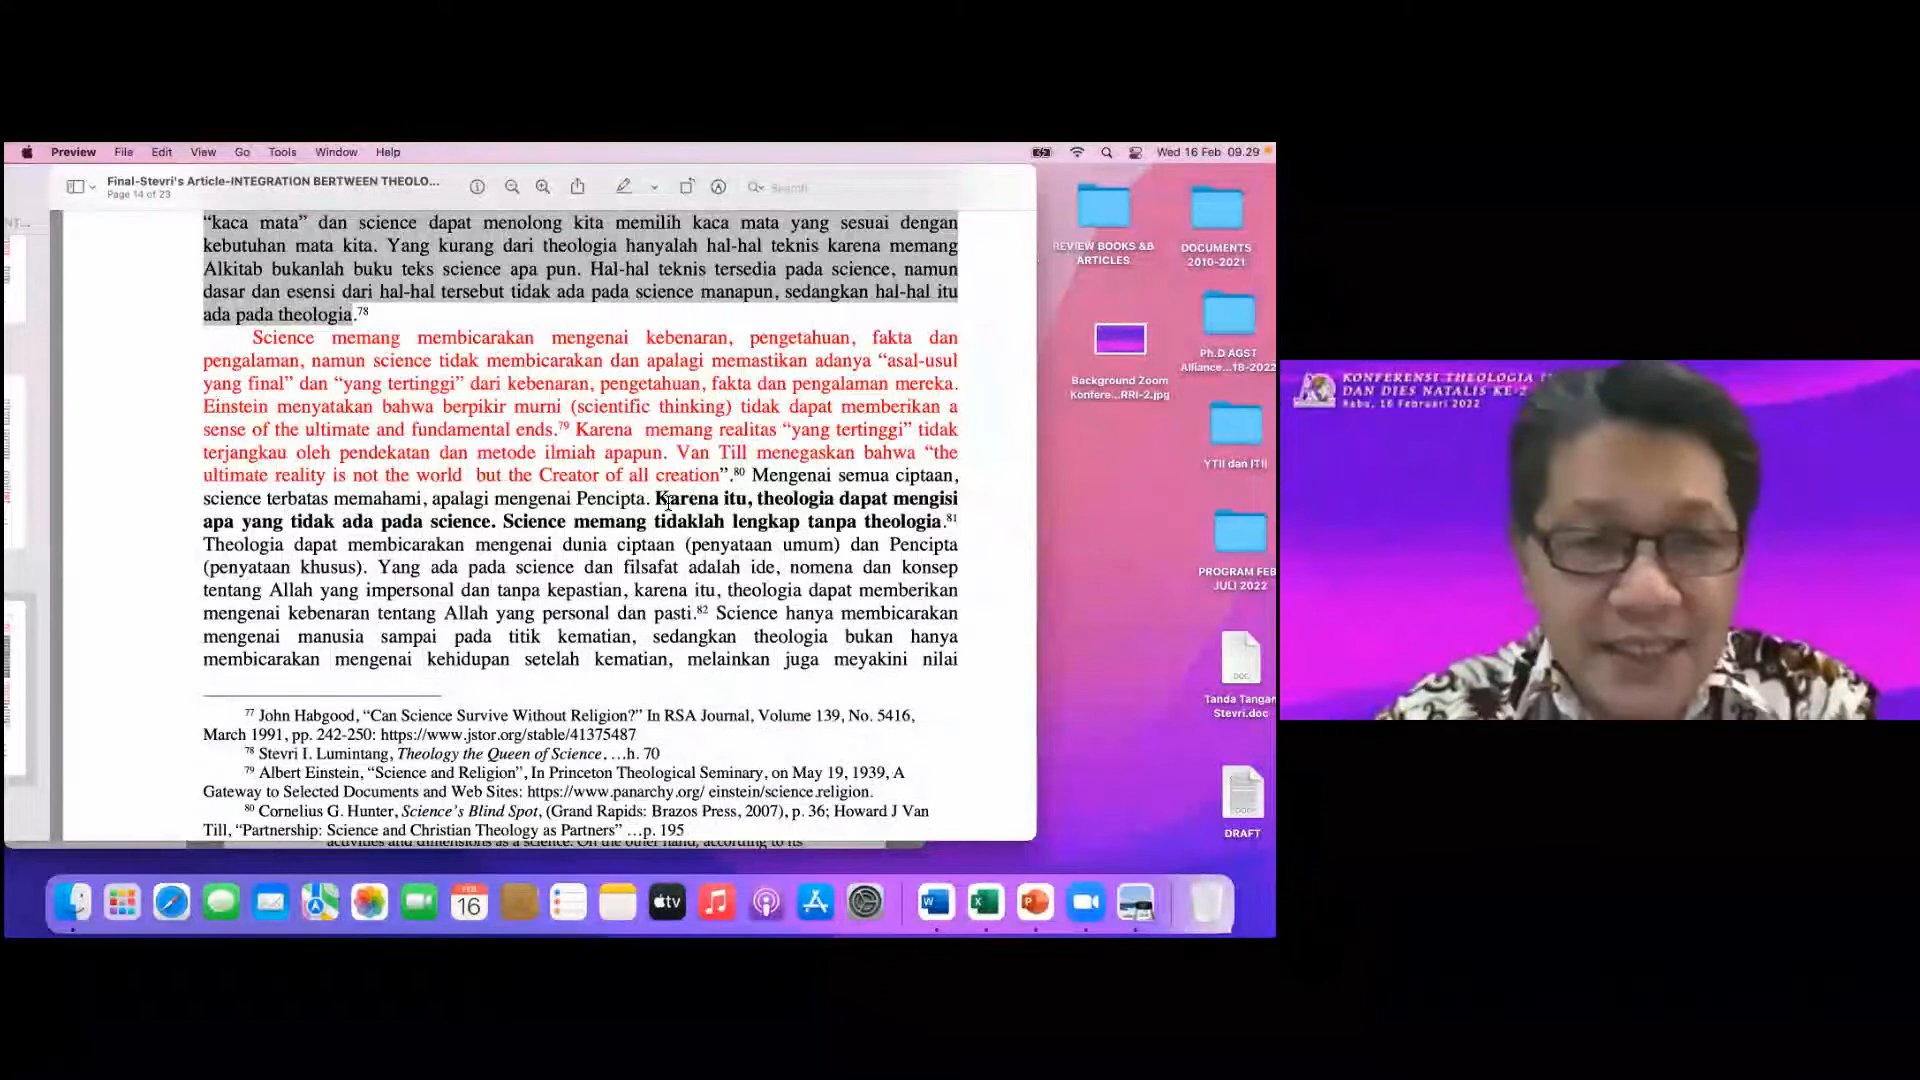 Preview File Edit View Go Tools Window Help
Wed 16 Feb 09.29
Final-Stevri's Article-INTEGRATION BERTWEEN THEOLO...
Page 14 of 23
Search
NT...
“kaca mata” dan science dapat menolong kita memilih kaca mata yang sesuai dengan
kebutuhan mata kita. Yang kurang dari theologia hanyalah hal-hal teknis karena memang
Alkitab bukanlah buku teks science apa pun. Hal-hal teknis tersedia pada science, namun
dasar dan esensi dari hal-hal tersebut tidak ada pada science manapun, sedangkan hal-hal itu
ada pada theologia.78
Science memang membicarakan mengenai kebenaran, pengetahuan, fakta dan
pengalaman, namun science tidak membicarakan dan apalagi memastikan adanya “asal-usul
yang final” dan “yang tertinggi” dari kebenaran, pengetahuan, fakta dan pengalaman mereka.
Einstein menyatakan bahwa berpikir murni (scientific thinking) tidak dapat memberikan a
sense of the ultimate and fundamental ends.79 Karena memang realitas “yang tertinggi” tidak
terjangkau oleh pendekatan dan metode ilmiah apapun. Van Till menegaskan bahwa “the
ultimate reality is not the world but the Creator of all creation”.80 Mengenai semua ciptaan,
science terbatas memahami, apalagi mengenai Pencipta. Karena itu, theologia dapat mengisi
apa yang tidak ada pada science. Science memang tidaklah lengkap tanpa theologia.81
Theologia dapat membicarakan mengenai dunia ciptaan (penyataan umum) dan Pencipta
(penyataan khusus). Yang ada pada science dan filsafat adalah ide, nomena dan konsep
tentang Allah yang impersonal dan tanpa kepastian, karena itu, theologia dapat memberikan
mengenai kebenaran tentang Allah yang personal dan pasti.82 Science hanya membicarakan
mengenai manusia sampai pada titik kematian, sedangkan theologia bukan hanya
membicarakan mengenai kehidupan setelah kematian, melainkan juga meyakini nilai
77 John Habgood, “Can Science Survive Without Religion?” In RSA Journal, Volume 139, No. 5416,
March 1991, pp. 242-250: https://www.jstor.org/stable/41375487
78 Stevri I. Lumintang, Theology the Queen of Science, …h. 70
79 Albert Einstein, “Science and Religion”, In Princeton Theological Seminary, on May 19, 1939, A
Gateway to Selected Documents and Web Sites: https://www.panarchy.org/ einstein/science.religion.
80 Cornelius G. Hunter, Science’s Blind Spot, (Grand Rapids: Brazos Press, 2007), p. 36; Howard J Van
Till, “Partnership: Science and Christian Theology as Partners” …p. 195
activities and dimensions as a science. On the other hand, according to its
REVIEW BOOKS &B
ARTICLES
DOCUMENTS
2010-2021
Background Zoom
Konfere...RRI-2.jpg
Ph.D AGST
Alliance...18-2022
YTII dan ITII
PROGRAM FEB
JULI 2022
DOC
Tanda Tangan
Stevri.doc
DRAFT
FEB
16
tv
W
X
P
KONFERENSI THEOLOGIA
DAN DIES NATALIS KE-2
Rabu, 16 Februari 2022